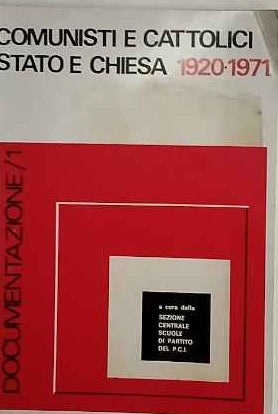 COMUNISTI E CATTOLICI
STATO E CHIESA 1920-1971
DOCUMENTAZIONE/1
a cura della
SEZIONE
CENTRALE
SCUOLE
DI PARTITO
DEL P.C.I.